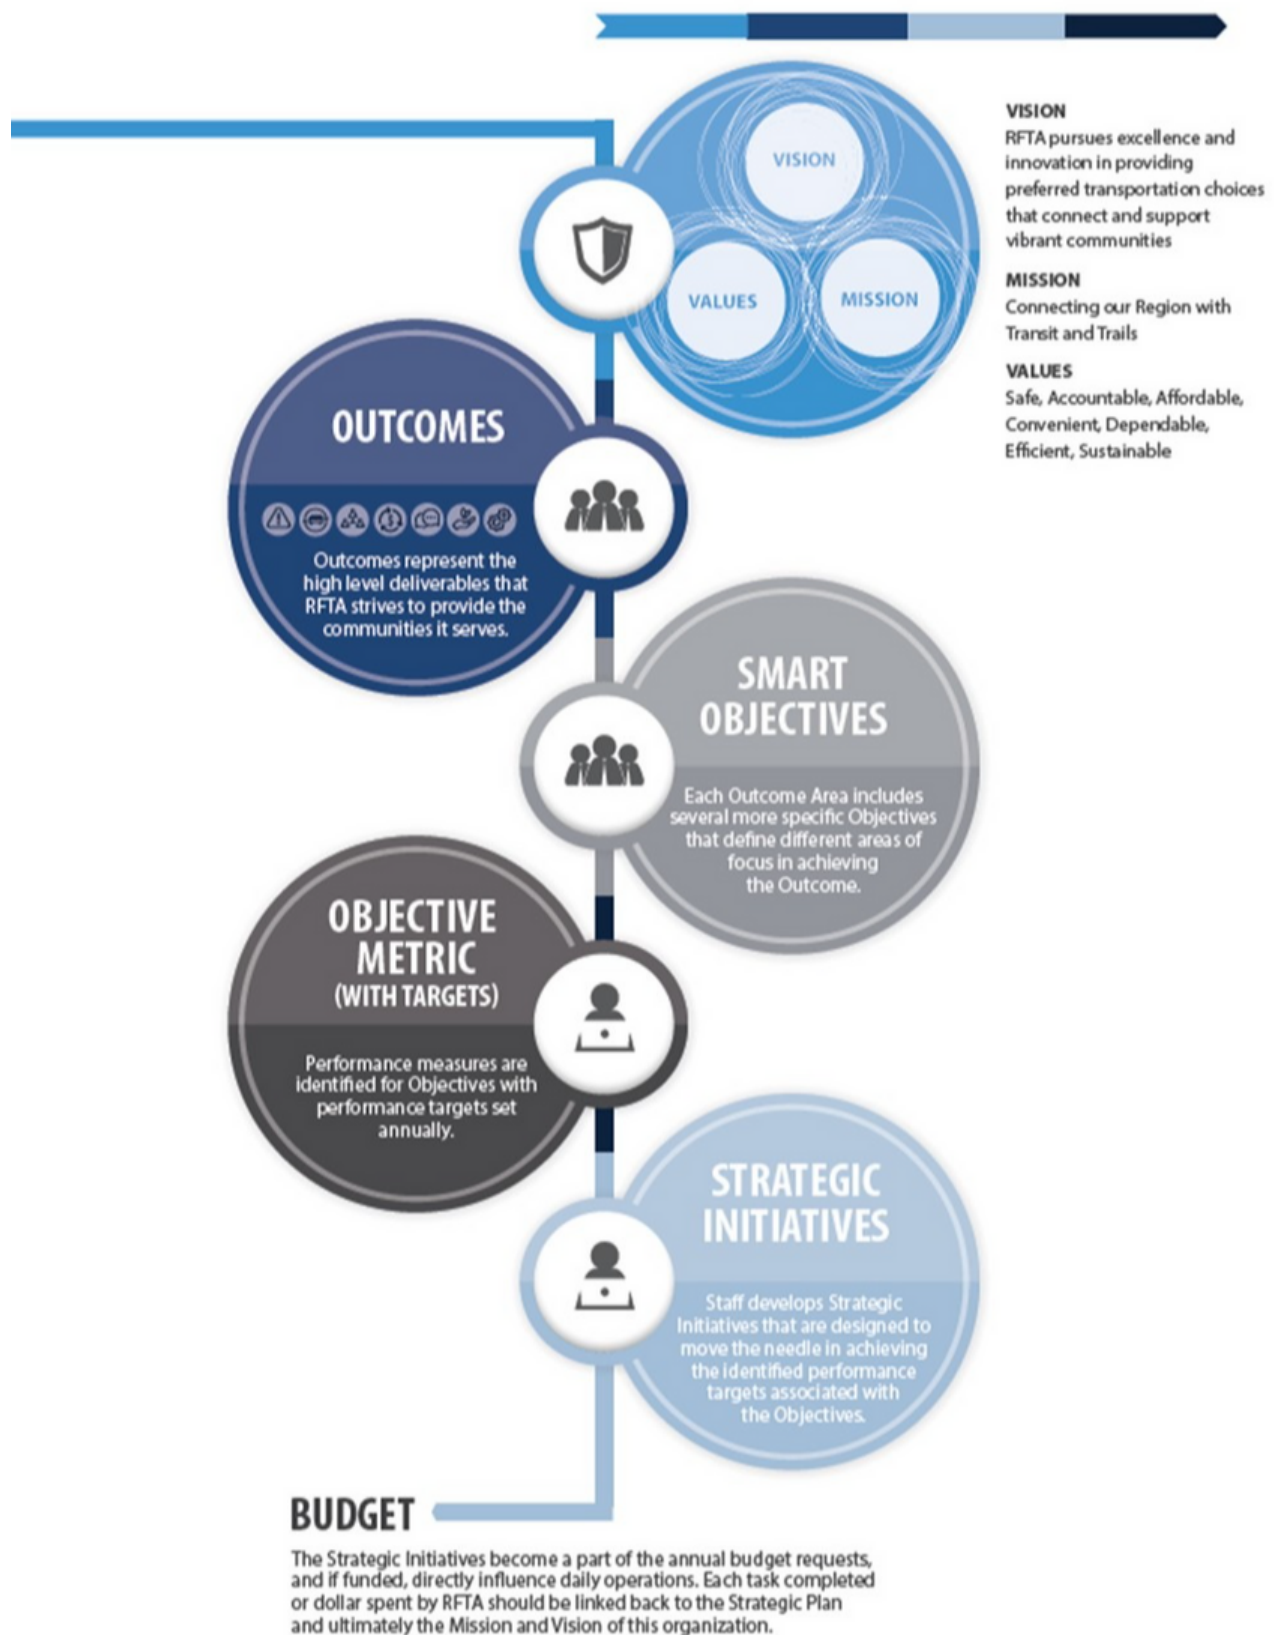 VISION
VALUES
MISSION
VISION
RFTA pursues excellence and
innovation in providing
preferred transportation choices
that connect and support
vibrant communities
MISSION
Connecting our Region with
Transit and Trails
VALUES
Safe, Accountable, Affordable,
Convenient, Dependable,
Efficient, Sustainable
OUTCOMES
Outcomes represent the
high level deliverables that
RFTA strives to provide the
communities it serves.
SMART
OBJECTIVES
Each Outcome Area includes
several more specific Objectives
that define different areas of
focus in achieving
the Outcome.
OBJECTIVE
METRIC
(WITH TARGETS)
Performance measures are
identified for Objectives with
performance targets set
annually.
STRATEGIC
INITIATIVES
Staff develops Strategic
Initiatives that are designed to
move the needle in achieving
the identified performance
targets associated with
the Objectives.
BUDGET
The Strategic Initiatives become a part of the annual budget requests,
and if funded, directly influence daily operations. Each task completed
or dollar spent by RFTA should be linked back to the Strategic Plan
and ultimately the Mission and Vision of this organization.